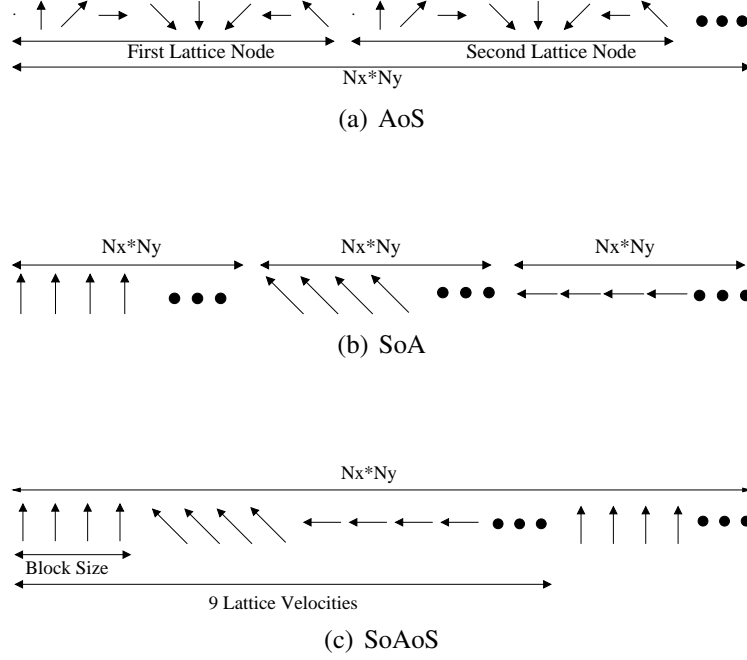 First Lattice Node
Second Lattice Node
Nx*Ny
(a) AoS
Nx*Ny
Nx*Ny
Nx*Ny
(b) SoA
Nx*Ny
Block Size
9 Lattice Velocities
(c) SoAoS